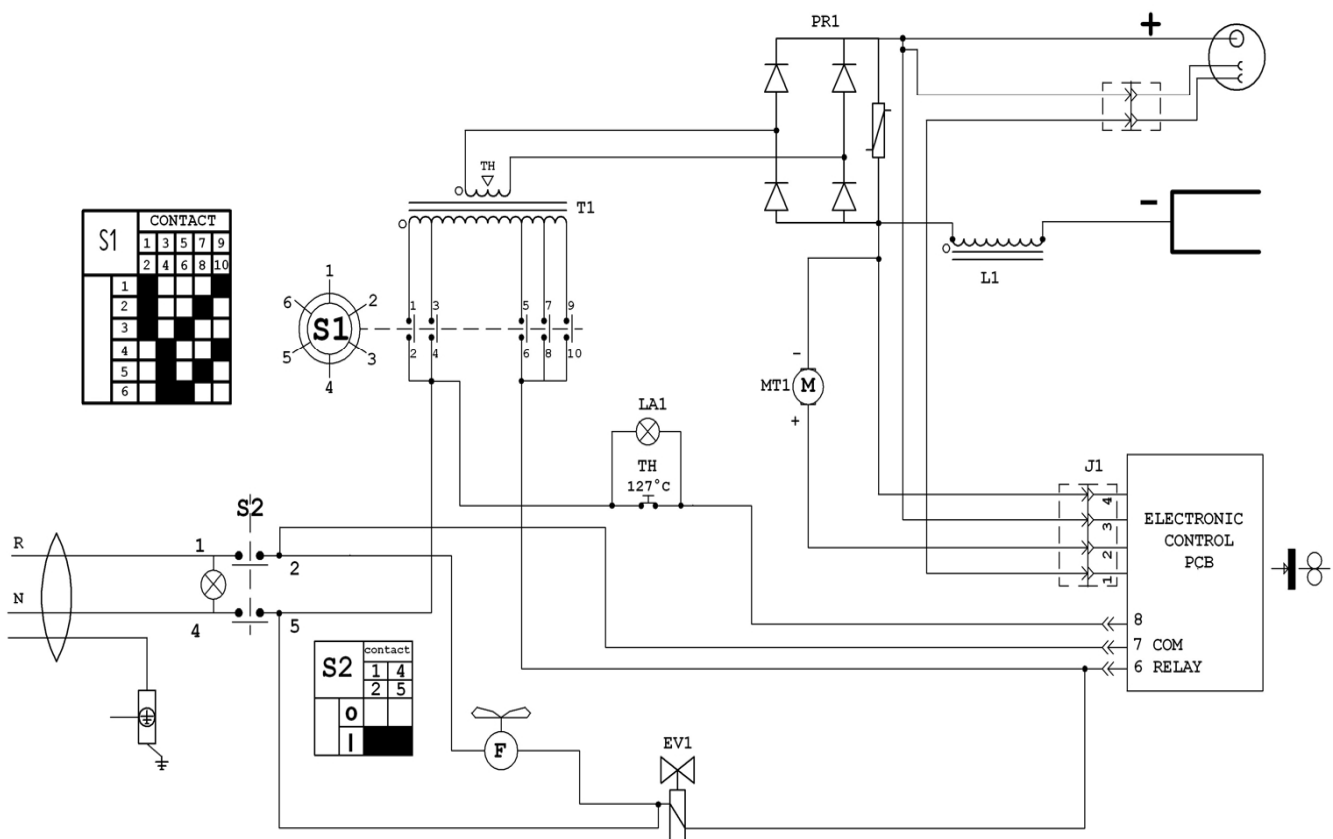 PR1
+
TH
T1
-
L1
S1 CONTACT
1 3 5 7 9
2 4 6 8 10
1
2
3
4
5
6
1
6 2
S1
5 3
4
1 3 5 7 9
2 4 6 8 10
-
MT1 M
+
LA1
TH
127°C
J1
4
3
2
1
ELECTRONIC
CONTROL
PCB
8
7 COM
6 RELAY
S2
R 1 2
N 4 5
S2 contact
1 4
2 5
O
I
F
EV1